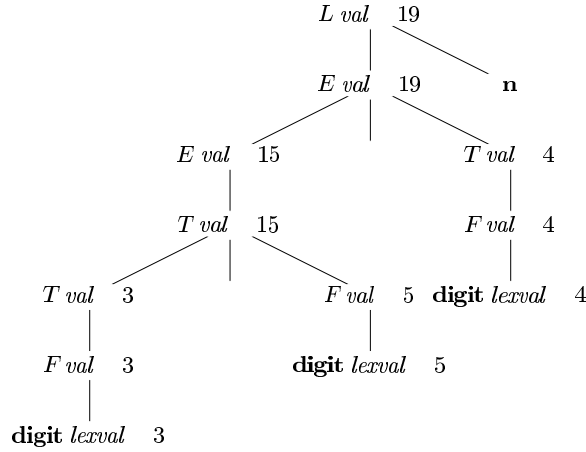 L val 19
E val 19 n
E val 15 T val 4
T val 15 F val 4
T val 3 F val 5 digit lexval 4
F val 3 digit lexval 5
digit lexval 3